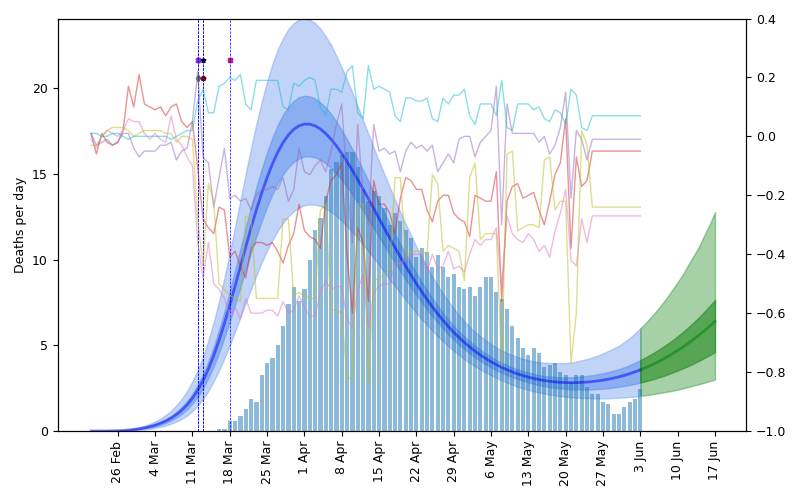 Deaths per day
20
15
10
5
0
0.4
0.2
0.0
−0.2
−0.4
−0.6
−0.8
−1.0
26 Feb
4 Mar
11 Mar
18 Mar
25 Mar
1 Apr
8 Apr
15 Apr
22 Apr
29 Apr
6 May
13 May
20 May
27 May
3 Jun
10 Jun
17 Jun